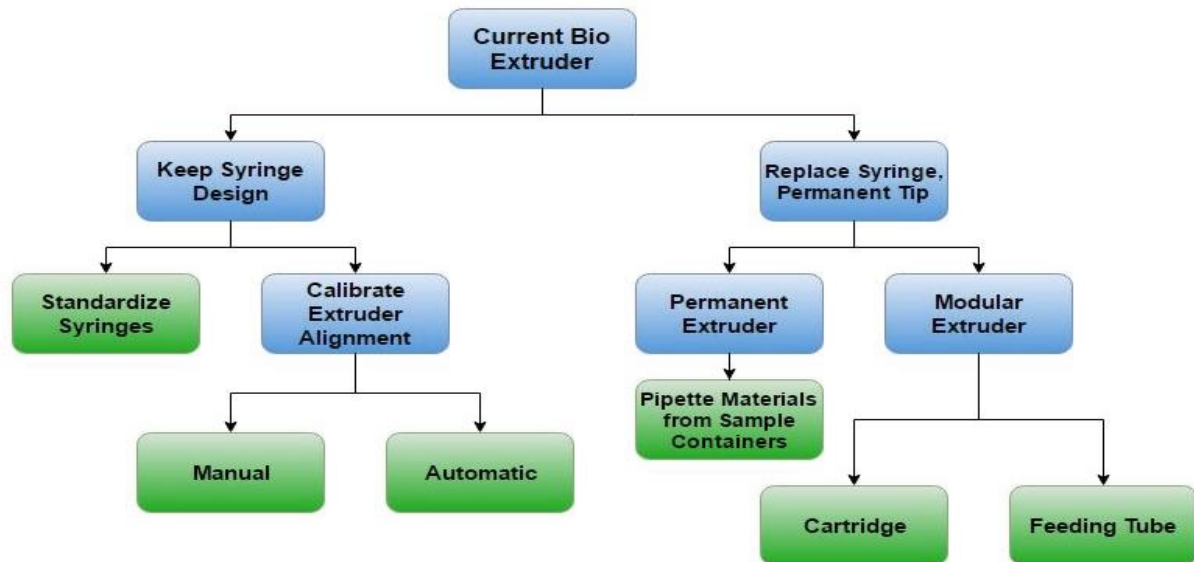 Current Bio
Extruder
Keep Syringe
Design
Replace Syringe,
Permanent Tip
Standardize
Syringes
Calibrate
Extruder
Alignment
Permanent
Extruder
Modular
Extruder
Pipette Materials
from Sample
Containers
Manual
Automatic
Cartridge
Feeding Tube